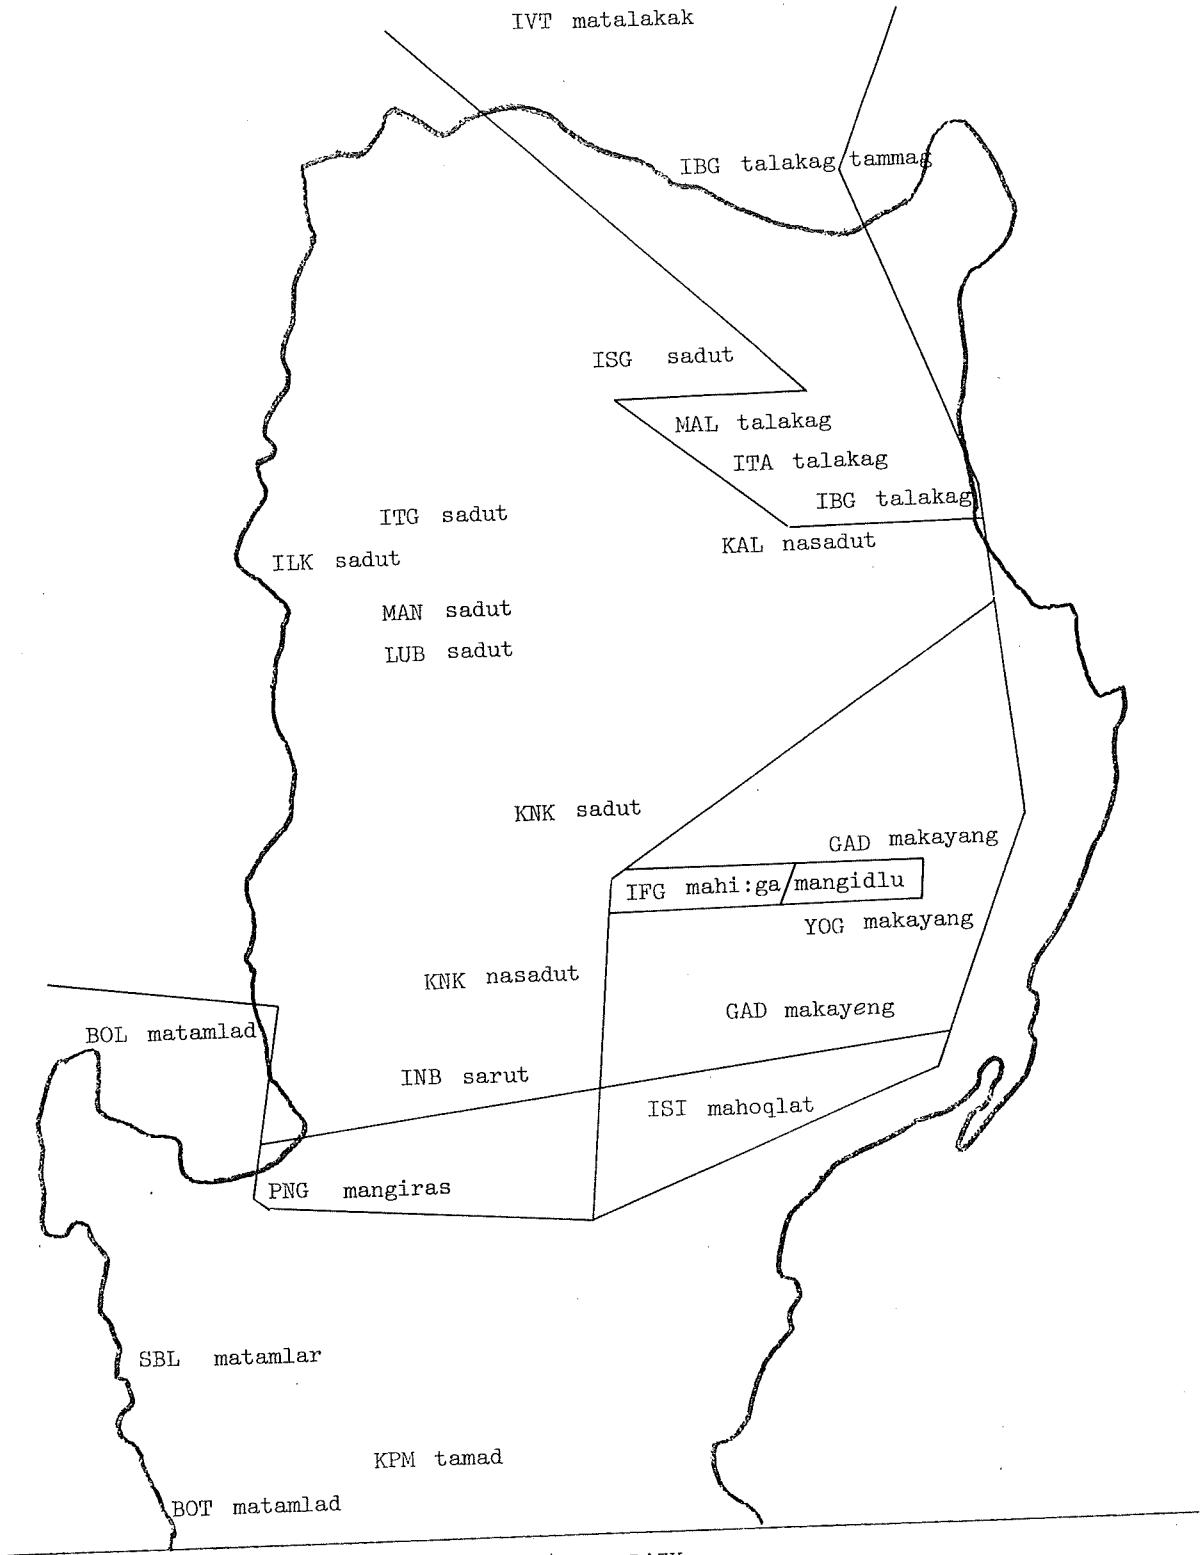 IVT matalakak
IBG talakag/tammag
ISG sadut
MAL talakag
ITA talakag
IBG talakag
ITG sadut
KAL nasadut
ILK sadut
MAN sadut
LUB sadut
KNK sadut
GAD makayang
IFG mahi:ga/mangidlu
YOG makayang
KNK nasadut
GAD makayeng
BOL matamlad
INB sarut
ISI mahoqlat
PNG mangiras
SBL matamlar
KPM tamad
BOT matamlad